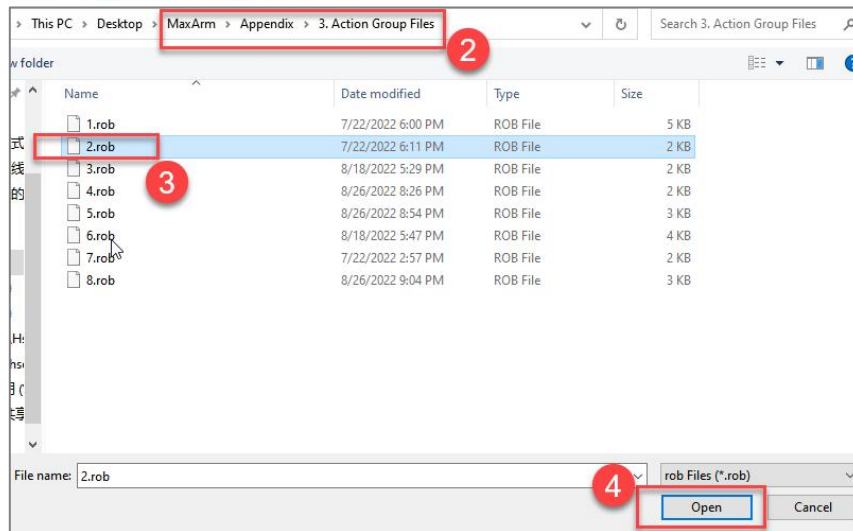 > This PC > Desktop > MaxArm > Appendix > 3. Action Group Files
Search 3. Action Group Files
2
w folder
Name Date modified Type Size
1.rob 7/22/2022 6:00 PM ROB File 5 KB
式 2.rob 7/22/2022 6:11 PM ROB File 2 KB
线 3.rob 8/18/2022 5:29 PM ROB File 2 KB
3
的 4.rob 8/26/2022 8:26 PM ROB File 2 KB
5.rob 8/26/2022 8:54 PM ROB File 3 KB
6.rob 8/18/2022 5:47 PM ROB File 4 KB
7.rob 7/22/2022 2:57 PM ROB File 2 KB
8.rob 8/26/2022 9:04 PM ROB File 3 KB
共享
File name: 2.rob
4
rob Files (*.rob)
Open Cancel